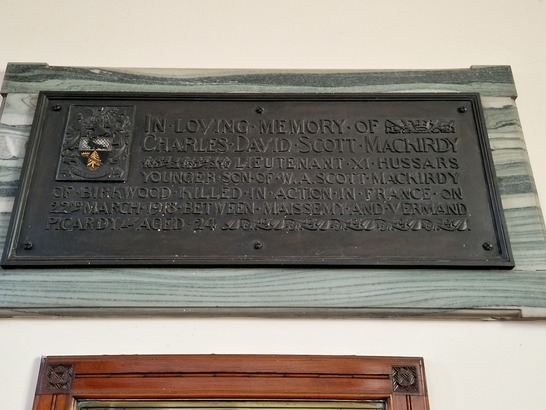 IN · LOVING · MEMORY · OF
CHARLES · DAVID · SCOTT · MACKIRDY
LIEUTENANT · 11 · HUSSARS
YOUNGER · SON · OF · W. A. SCOTT · MACKIRDY
OF · BIRKWOOD · KILLED · IN · ACTION · IN · FRANCE · ON
22ND · MARCH · 1918 · BETWEEN · MAISSEMY · AND · VERMAND
PICARDY · AGED · 24